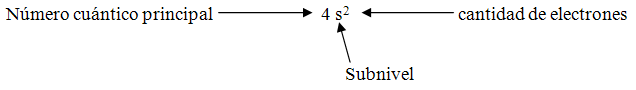 Número cuántico principal 4 s² cantidad de electrones
Subnivel